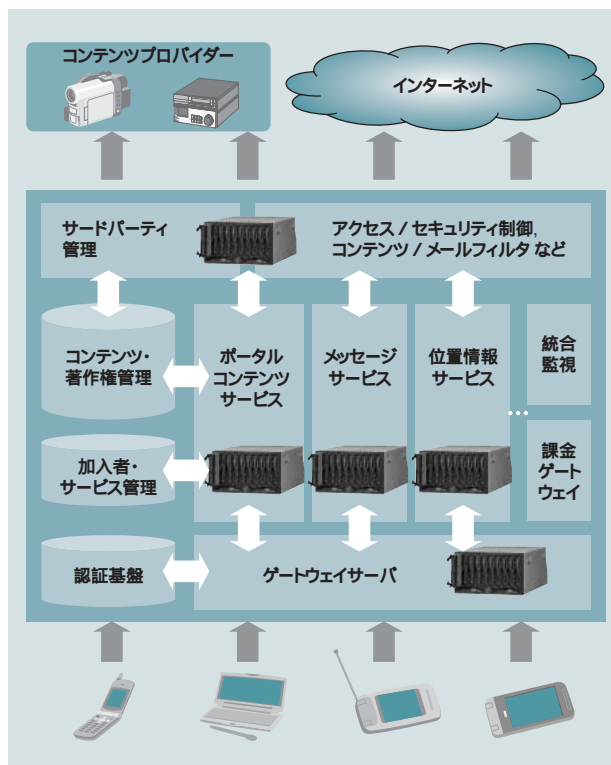 コンテンツプロバイダー
インターネット
サードパーティ
管理
アクセス / セキュリティ制御,
コンテンツ / メールフィルタ など
コンテンツ・
著作権管理
ポータル
コンテンツ
サービス
メッセージ
サービス
位置情報
サービス
統合
監視
…
加入者・
サービス管理
課金
ゲート
ウェイ
認証基盤
ゲートウェイサーバ